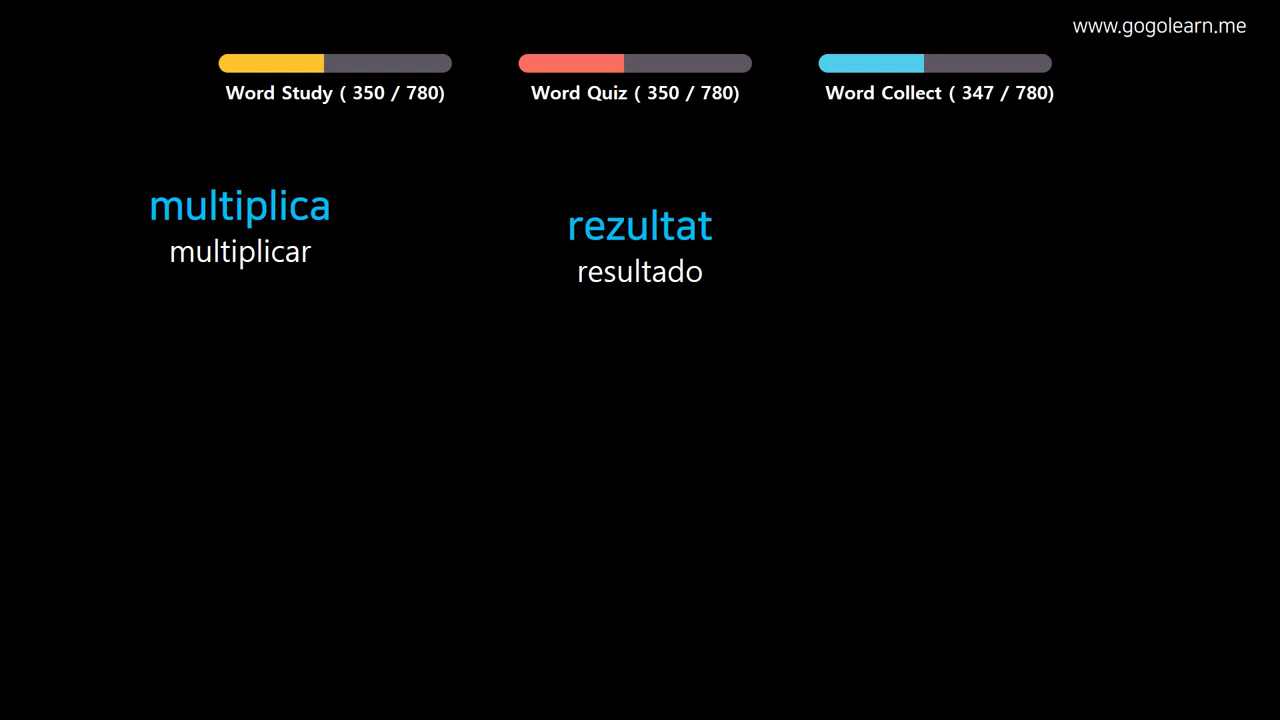 www.gogolearn.me
Word Study ( 350 / 780)
Word Quiz ( 350 / 780)
Word Collect ( 347 / 780)
multiplica
multiplicar
rezultat
resultado